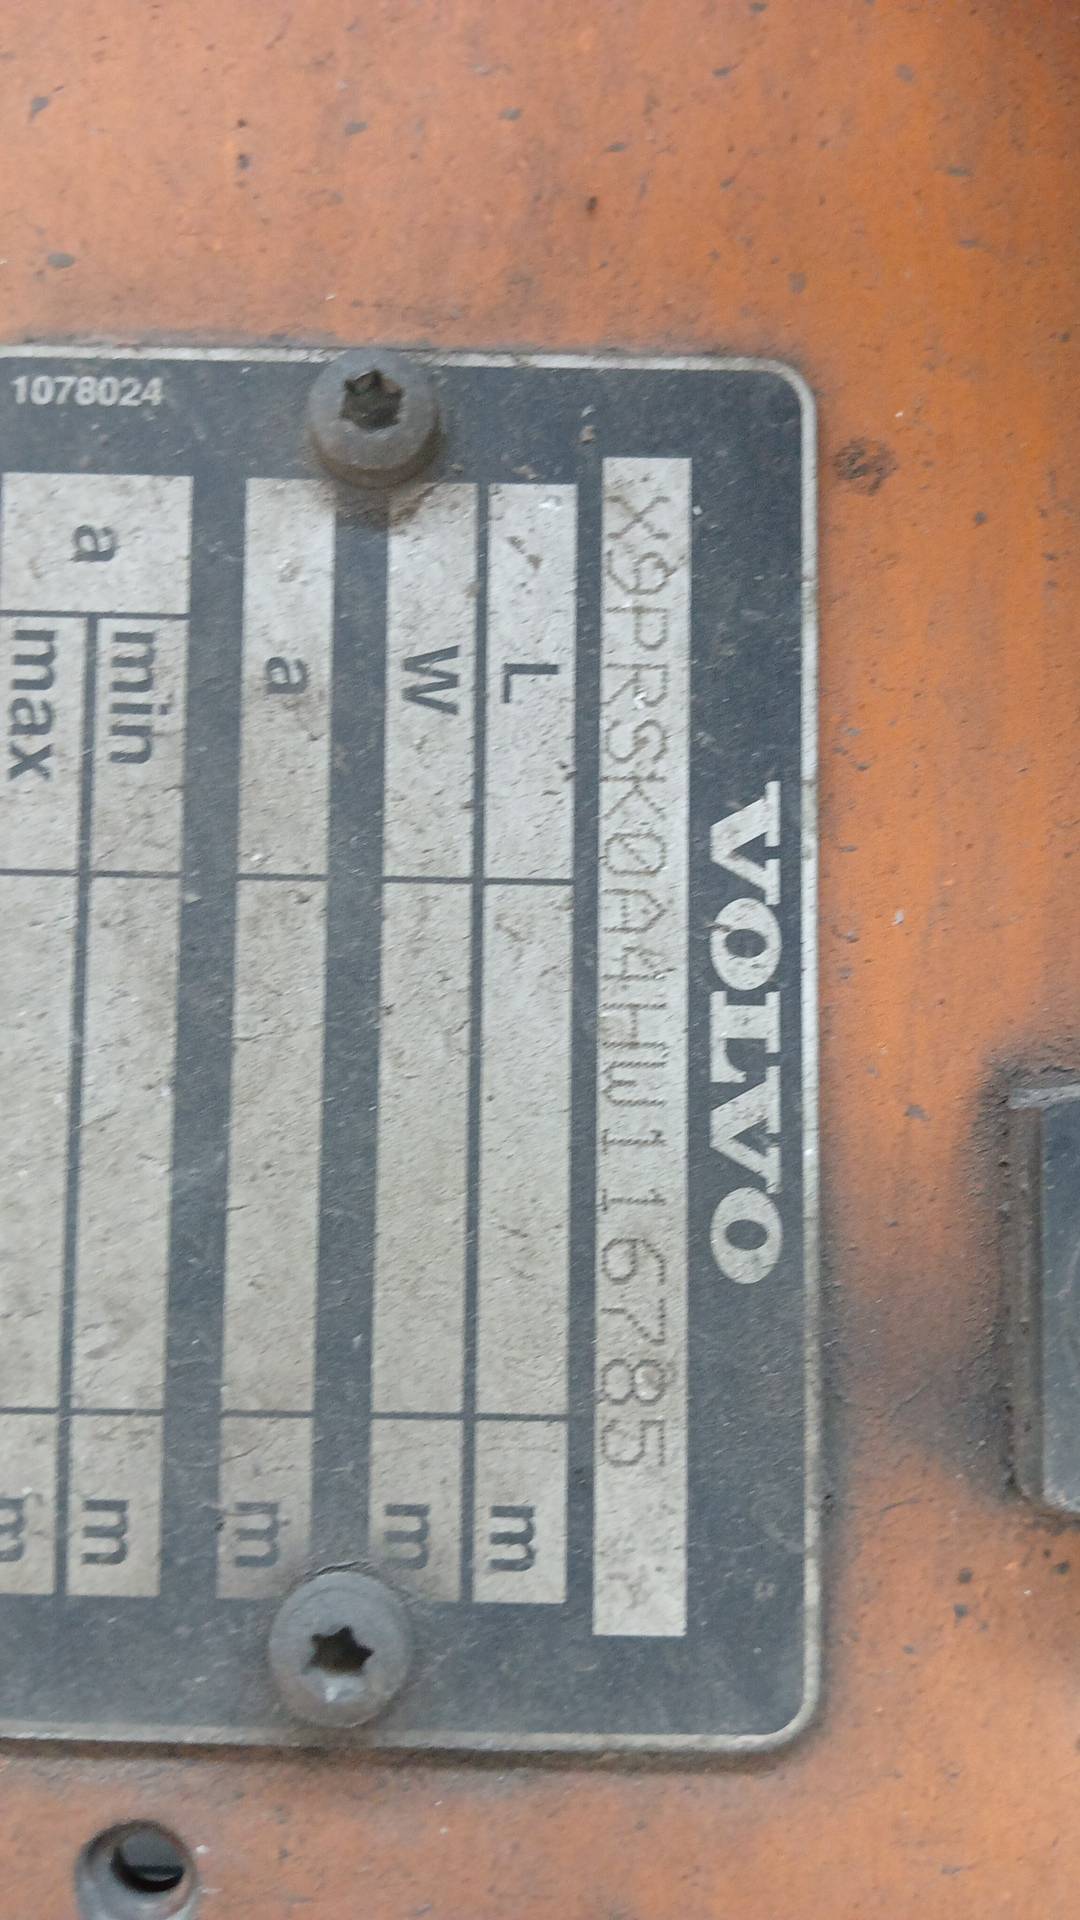 VOLVO
X9PRSK0A4HW116785
L m
W m
a m
a min m
max m
1078024